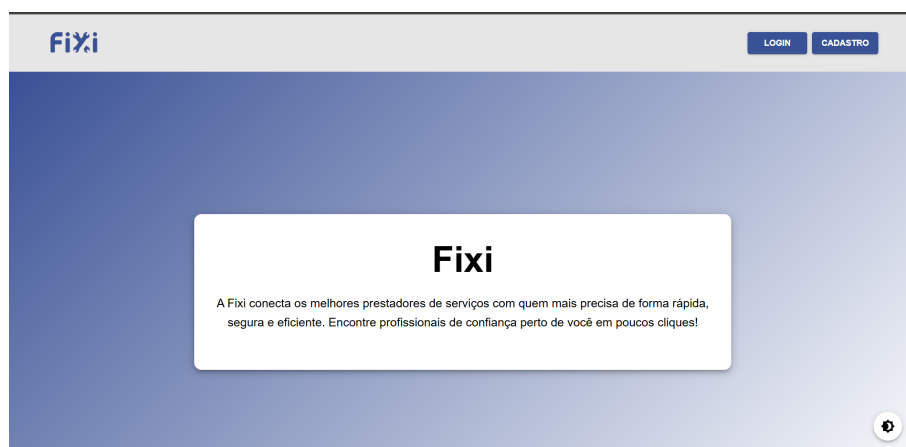 Fixi
LOGIN
CADASTRO
Fixi
A Fixi conecta os melhores prestadores de serviços com quem mais precisa de forma rápida,
segura e eficiente. Encontre profissionais de confiança perto de você em poucos cliques!